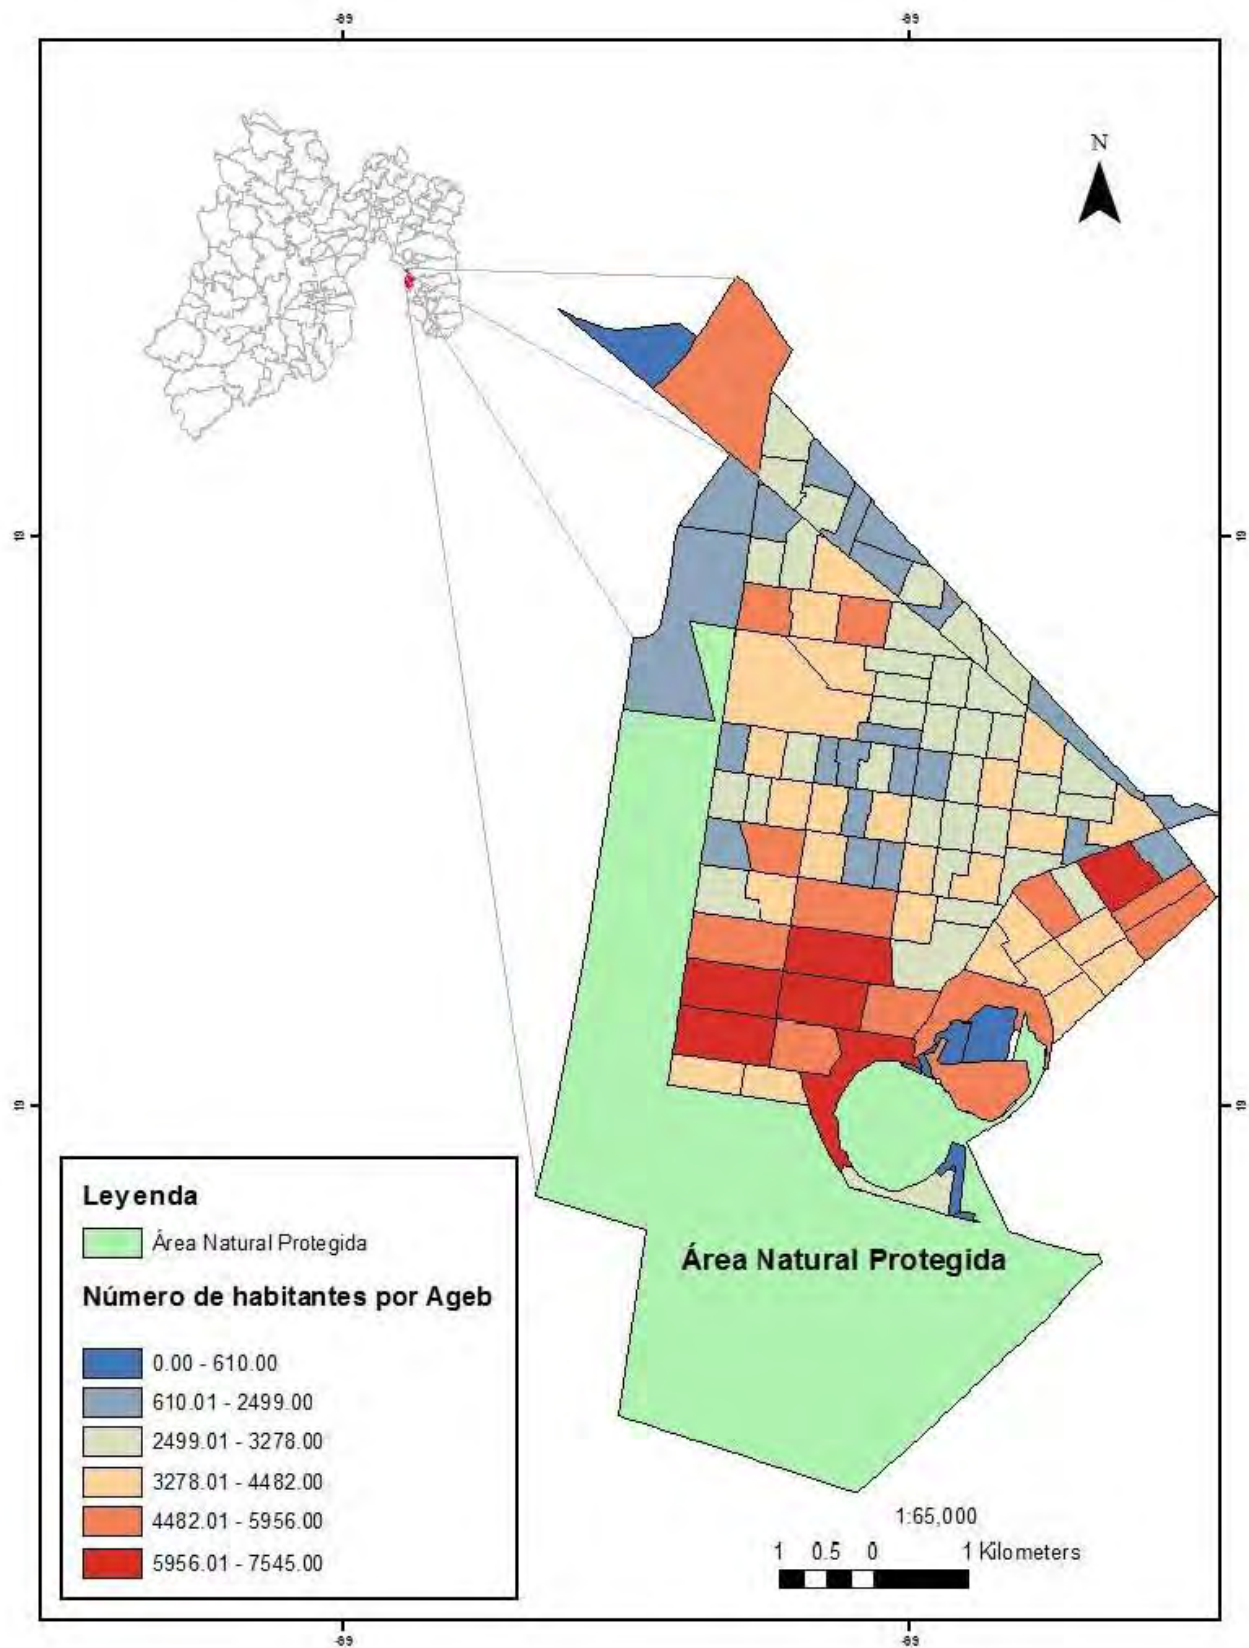 -89
-89
N
19
19
19
19
Leyenda
Área Natural Protegida
Número de habitantes por Ageb
0.00 - 610.00
610.01 - 2499.00
2499.01 - 3278.00
3278.01 - 4482.00
4482.01 - 5956.00
5956.01 - 7545.00
Área Natural Protegida
1:65,000
1 0.5 0 1 Kilometers
-89
-89